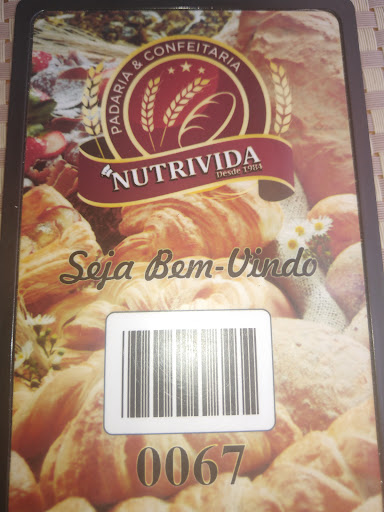 PADARIA & CONFEITARIA
NUTRIVIDA
Desde 1984
Seja Bem-Vindo
0067